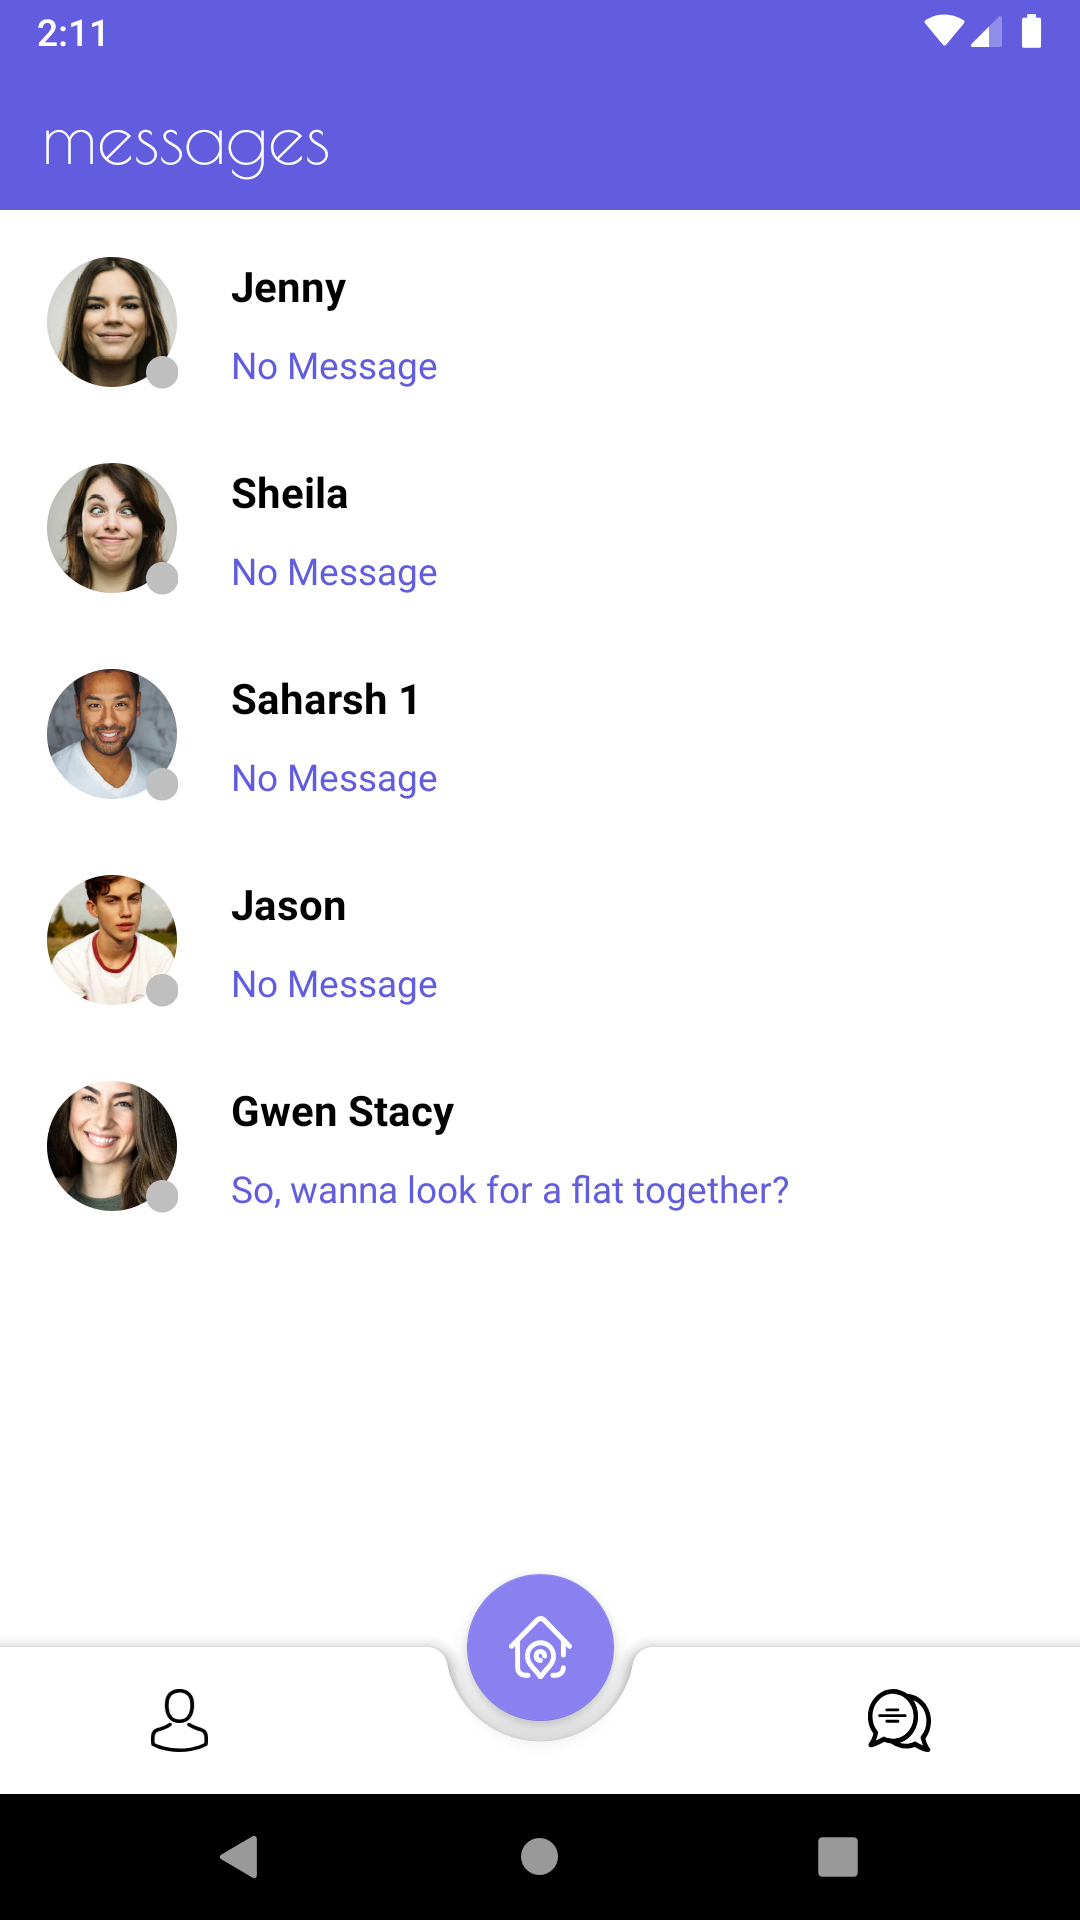 2:11
messages
Jenny
No Message
Sheila
No Message
Saharsh 1
No Message
Jason
No Message
Gwen Stacy
So, wanna look for a flat together?